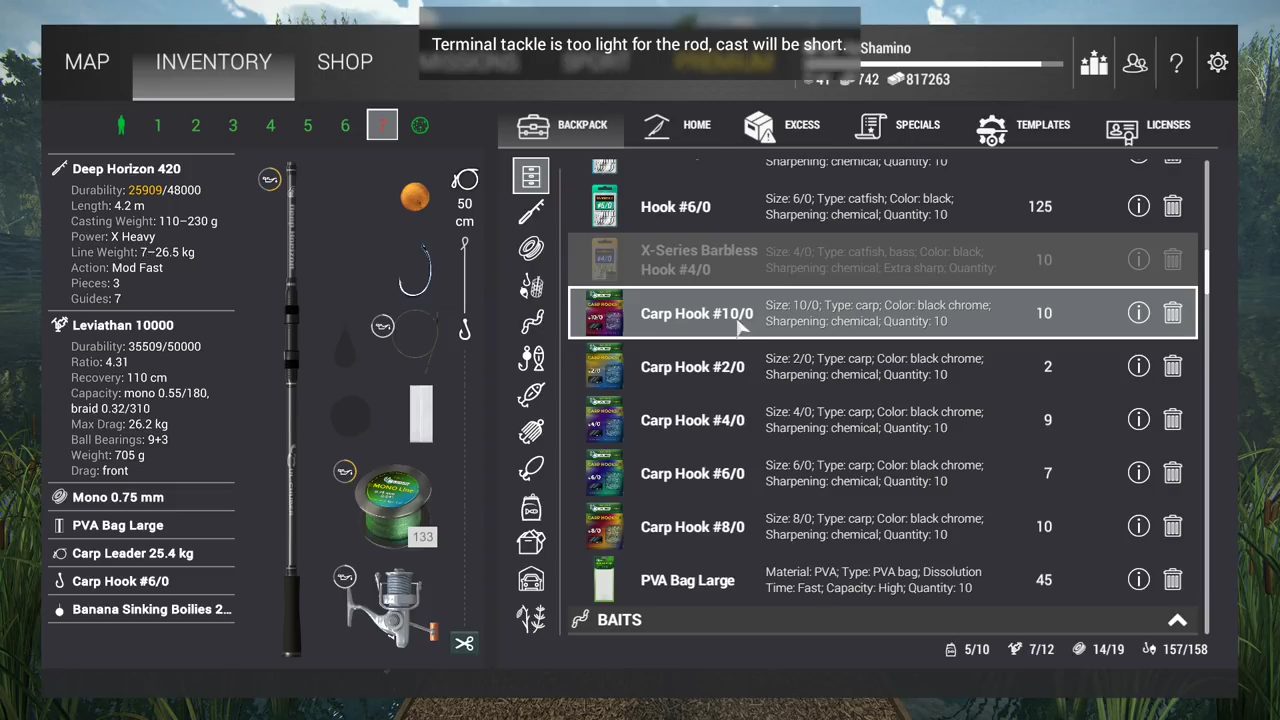 Terminal tackle is too light for the rod, cast will be short.
MAP
INVENTORY
SHOP
MISSIONS
SPORT
PREMIUM
Shamino
41
742
817263
1
2
3
4
5
6
7
BACKPACK
HOME
EXCESS
SPECIALS
TEMPLATES
LICENSES
Deep Horizon 420
Durability: 25909/48000
Length: 4.2 m
Casting Weight: 110–230 g
Power: X Heavy
Line Weight: 7–26.5 kg
Action: Mod Fast
Pieces: 3
Guides: 7
Leviathan 10000
Durability: 35509/50000
Ratio: 4.31
Recovery: 110 cm
Capacity: mono 0.55/180,
braid 0.32/310
Max Drag: 26.2 kg
Ball Bearings: 9+3
Weight: 705 g
Drag: front
Mono 0.75 mm
PVA Bag Large
Carp Leader 25.4 kg
Carp Hook #6/0
Banana Sinking Boilies 2...
50
cm
MONO LINE
133
Sharpening: chemical; Quantity: 10
Hook #6/0
Size: 6/0; Type: catfish; Color: black;
Sharpening: chemical; Quantity: 10
125
X-Series Barbless
Hook #4/0
Size: 4/0; Type: catfish, bass; Color: black;
Sharpening: chemical; Extra sharp; Quantity:
10
Carp Hook #10/0
Size: 10/0; Type: carp; Color: black chrome;
Sharpening: chemical; Quantity: 10
10
Carp Hook #2/0
Size: 2/0; Type: carp; Color: black chrome;
Sharpening: chemical; Quantity: 10
2
Carp Hook #4/0
Size: 4/0; Type: carp; Color: black chrome;
Sharpening: chemical; Quantity: 10
9
Carp Hook #6/0
Size: 6/0; Type: carp; Color: black chrome;
Sharpening: chemical; Quantity: 10
7
Carp Hook #8/0
Size: 8/0; Type: carp; Color: black chrome;
Sharpening: chemical; Quantity: 10
10
PVA Bag Large
Material: PVA; Type: PVA bag; Dissolution
Time: Fast; Capacity: High; Quantity: 10
45
BAITS
5/10
7/12
14/19
157/158